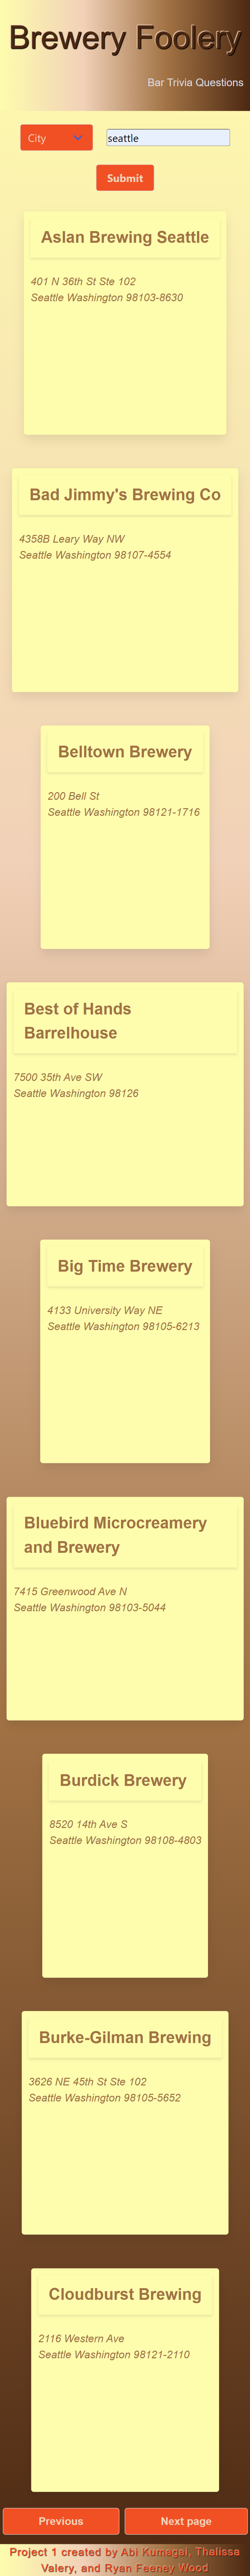 Brewery Foolery
Bar Trivia Questions
City
seattle
Submit
Aslan Brewing Seattle
401 N 36th St Ste 102
Seattle Washington 98103-8630
Bad Jimmy's Brewing Co
4358B Leary Way NW
Seattle Washington 98107-4554
Belltown Brewery
200 Bell St
Seattle Washington 98121-1716
Best of Hands
Barrelhouse
7500 35th Ave SW
Seattle Washington 98126
Big Time Brewery
4133 University Way NE
Seattle Washington 98105-6213
Bluebird Microcreamery
and Brewery
7415 Greenwood Ave N
Seattle Washington 98103-5044
Burdick Brewery
8520 14th Ave S
Seattle Washington 98108-4803
Burke-Gilman Brewing
3626 NE 45th St Ste 102
Seattle Washington 98105-5652
Cloudburst Brewing
2116 Western Ave
Seattle Washington 98121-2110
Previous
Next page
Project 1 created by Abi Kumagai, Thalissa
Valery, and Ryan Feeney Wood